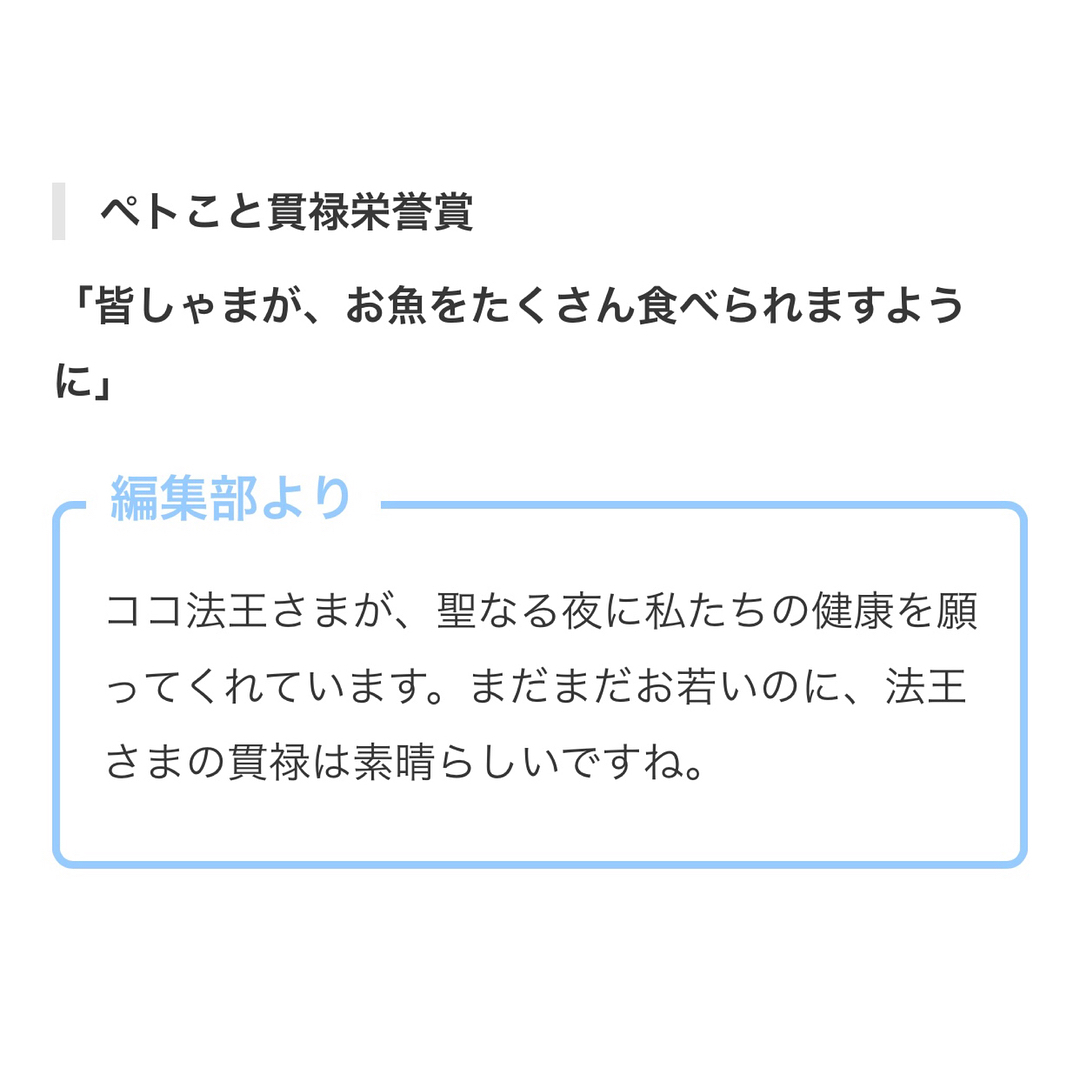 ペトこと貫禄栄誉賞
「皆しゃまが、お魚をたくさん食べられますよう
に」
編集部より
ココ法王さまが、聖なる夜に私たちの健康を願
ってくれています。まだまだお若いのに、法王
さまの貫禄は素晴らしいですね。